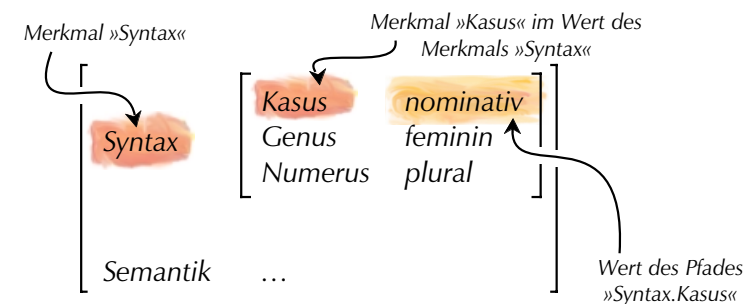 Merkmal »Syntax«
Merkmal »Kasus« im Wert des
Merkmals »Syntax«
Kasus nominativ
Syntax Genus feminin
Numerus plural
Semantik …
Wert des Pfades
»Syntax.Kasus«